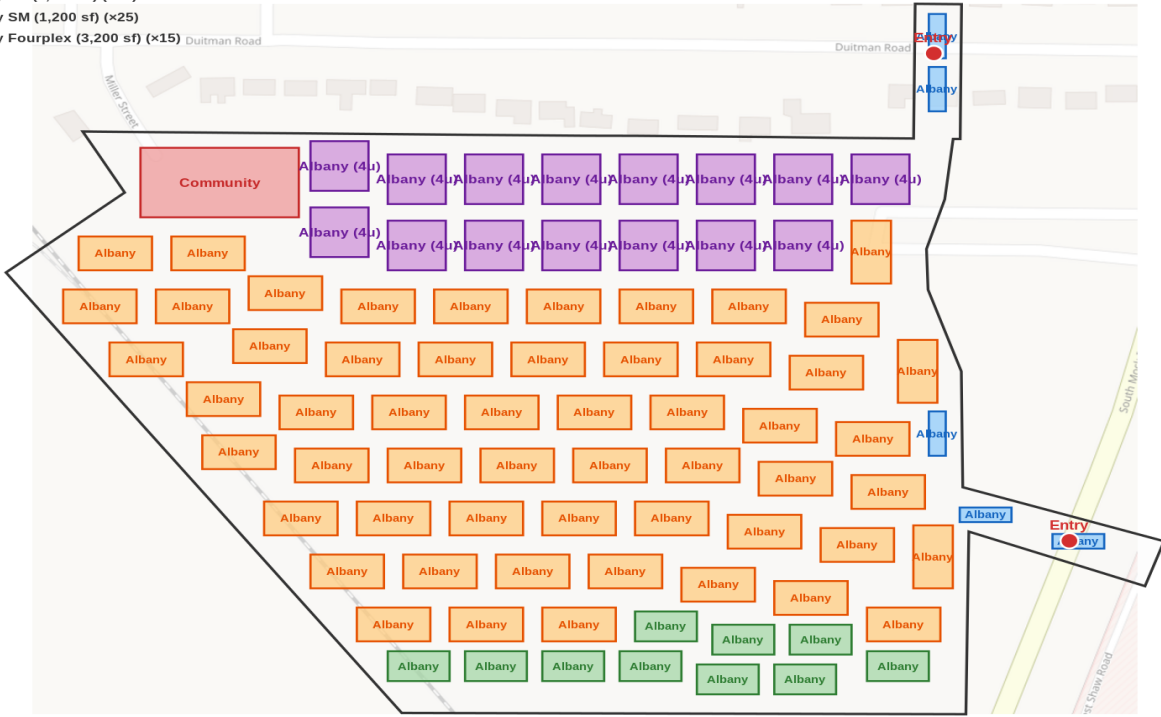 y SM (1,200 sf) (×25)
y Fourplex (3,200 sf) (×15)
Duitman Road
Duitman Road
Albany
Entry
Albany
Miller Street
Community
Albany (4u)
Albany (4u) Albany (4u) Albany (4u) Albany (4u) Albany (4u) Albany (4u) Albany (4u)
Albany (4u)
Albany (4u) Albany (4u) Albany (4u) Albany (4u) Albany (4u) Albany (4u)
Albany Albany Albany
Albany
Albany Albany Albany Albany Albany Albany Albany
Albany
Albany
Albany Albany Albany Albany Albany Albany
Albany Albany
Albany
Albany Albany Albany Albany Albany
Albany
Albany Albany
Albany
Albany Albany Albany Albany Albany
Albany
Albany
Albany
Albany Albany Albany Albany Albany
Albany
Albany
Albany
Entry
Albany
Albany Albany Albany Albany
Albany
Albany
Albany Albany Albany Albany Albany
Albany Albany
Albany Albany Albany Albany Albany
Albany Albany
South
st Shaw Road